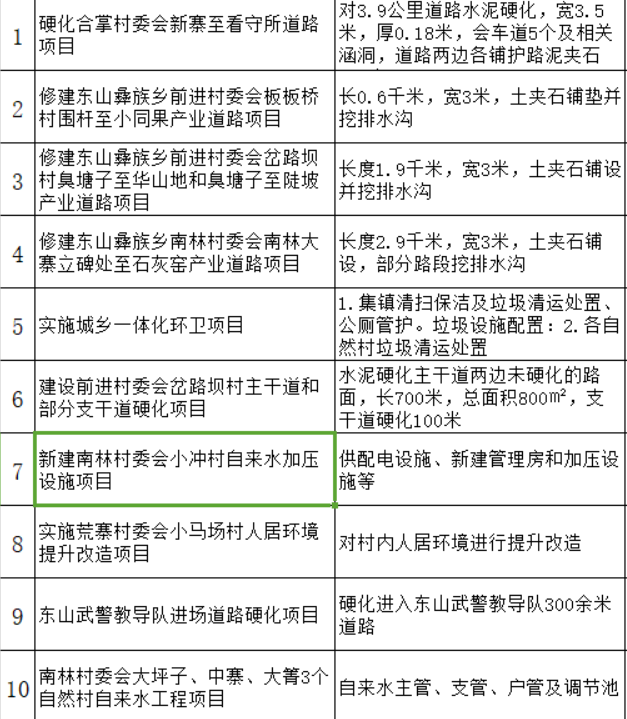 1
硬化合掌村委会新寨至看守所道路
项目
对3.9公里道路水泥硬化，宽3.5
米，厚0.18米，会车道5个及相关
涵洞，道路两边各铺护路泥夹石
2
修建东山彝族乡前进村委会板板桥
村围杆至小同果产业道路项目
长0.6千米，宽3米，土夹石铺垫并
挖排水沟
3
修建东山彝族乡前进村委会岔路坝
村臭塘子至华山地和臭塘子至陡坡
产业道路项目
长度1.9千米，宽3米，土夹石铺设
并挖排水沟
4
修建东山彝族乡南林村委会南林大
寨立碑处至石灰窑产业道路项目
长度2.9千米，宽3米，土夹石铺
设，部分路段挖排水沟
5
实施城乡一体化环卫项目
1.集镇清扫保洁及垃圾清运处置、
公厕管护。垃圾设施配置：2.各自
然村垃圾清运处置
6
建设前进村委会岔路坝村主干道和
部分支干道硬化项目
水泥硬化主干道两边未硬化的路
面，长700米，总面积800㎡，支
干道硬化100米
7
新建南林村委会小冲村自来水加压
设施项目
供配电设施、新建管理房和加压设
施等
8
实施荒寨村委会小马场村人居环境
提升改造项目
对村内人居环境进行提升改造
9
东山武警教导队进场道路硬化项目
硬化进入东山武警教导队300余米
道路
10
南林村委会大坪子、中寨、大箐3个
自然村自来水工程项目
自来水主管、支管、户管及调节池